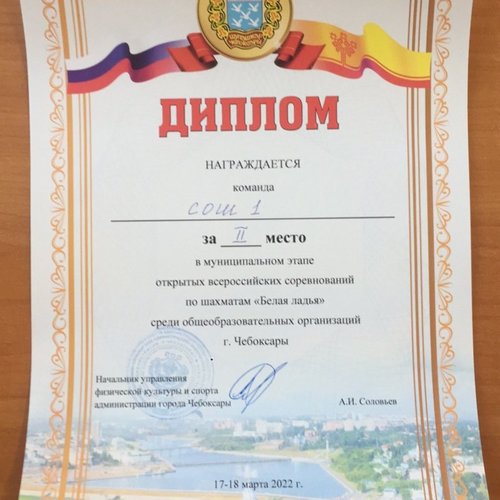 ДИПЛОМ
НАГРАЖДАЕТСЯ
команда
СОШ 1
за II место
в муниципальном этапе
открытых всероссийских соревнований
по шахматам «Белая ладья»
среди общеобразовательных организаций
г. Чебоксары
Начальник управления
физической культуры и спорта
администрации города Чебоксары
А.И. Соловьев
17-18 марта 2022 г.